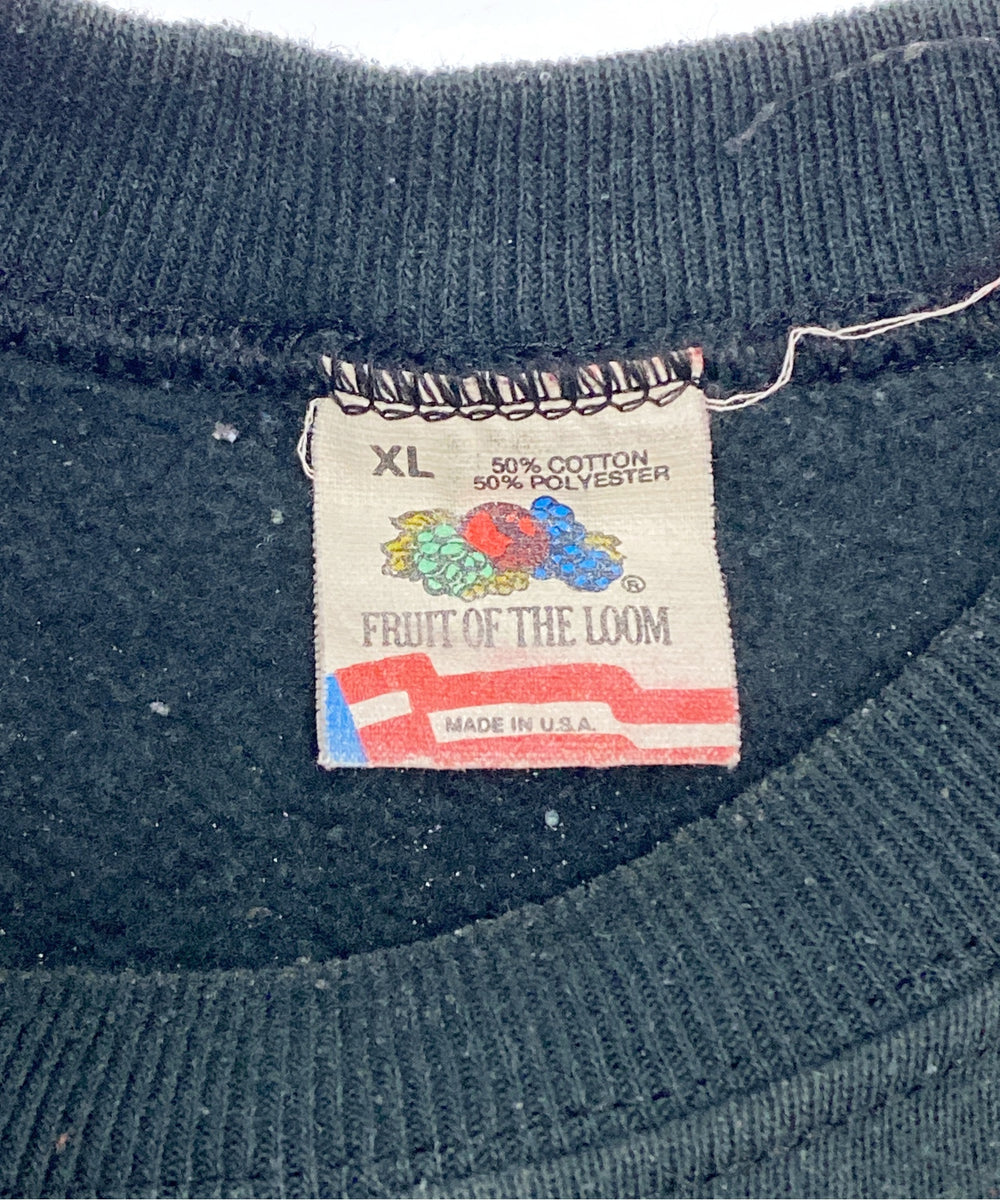 XL
50% COTTON
50% POLYESTER
®
FRUIT OF THE LOOM
MADE IN U.S.A.